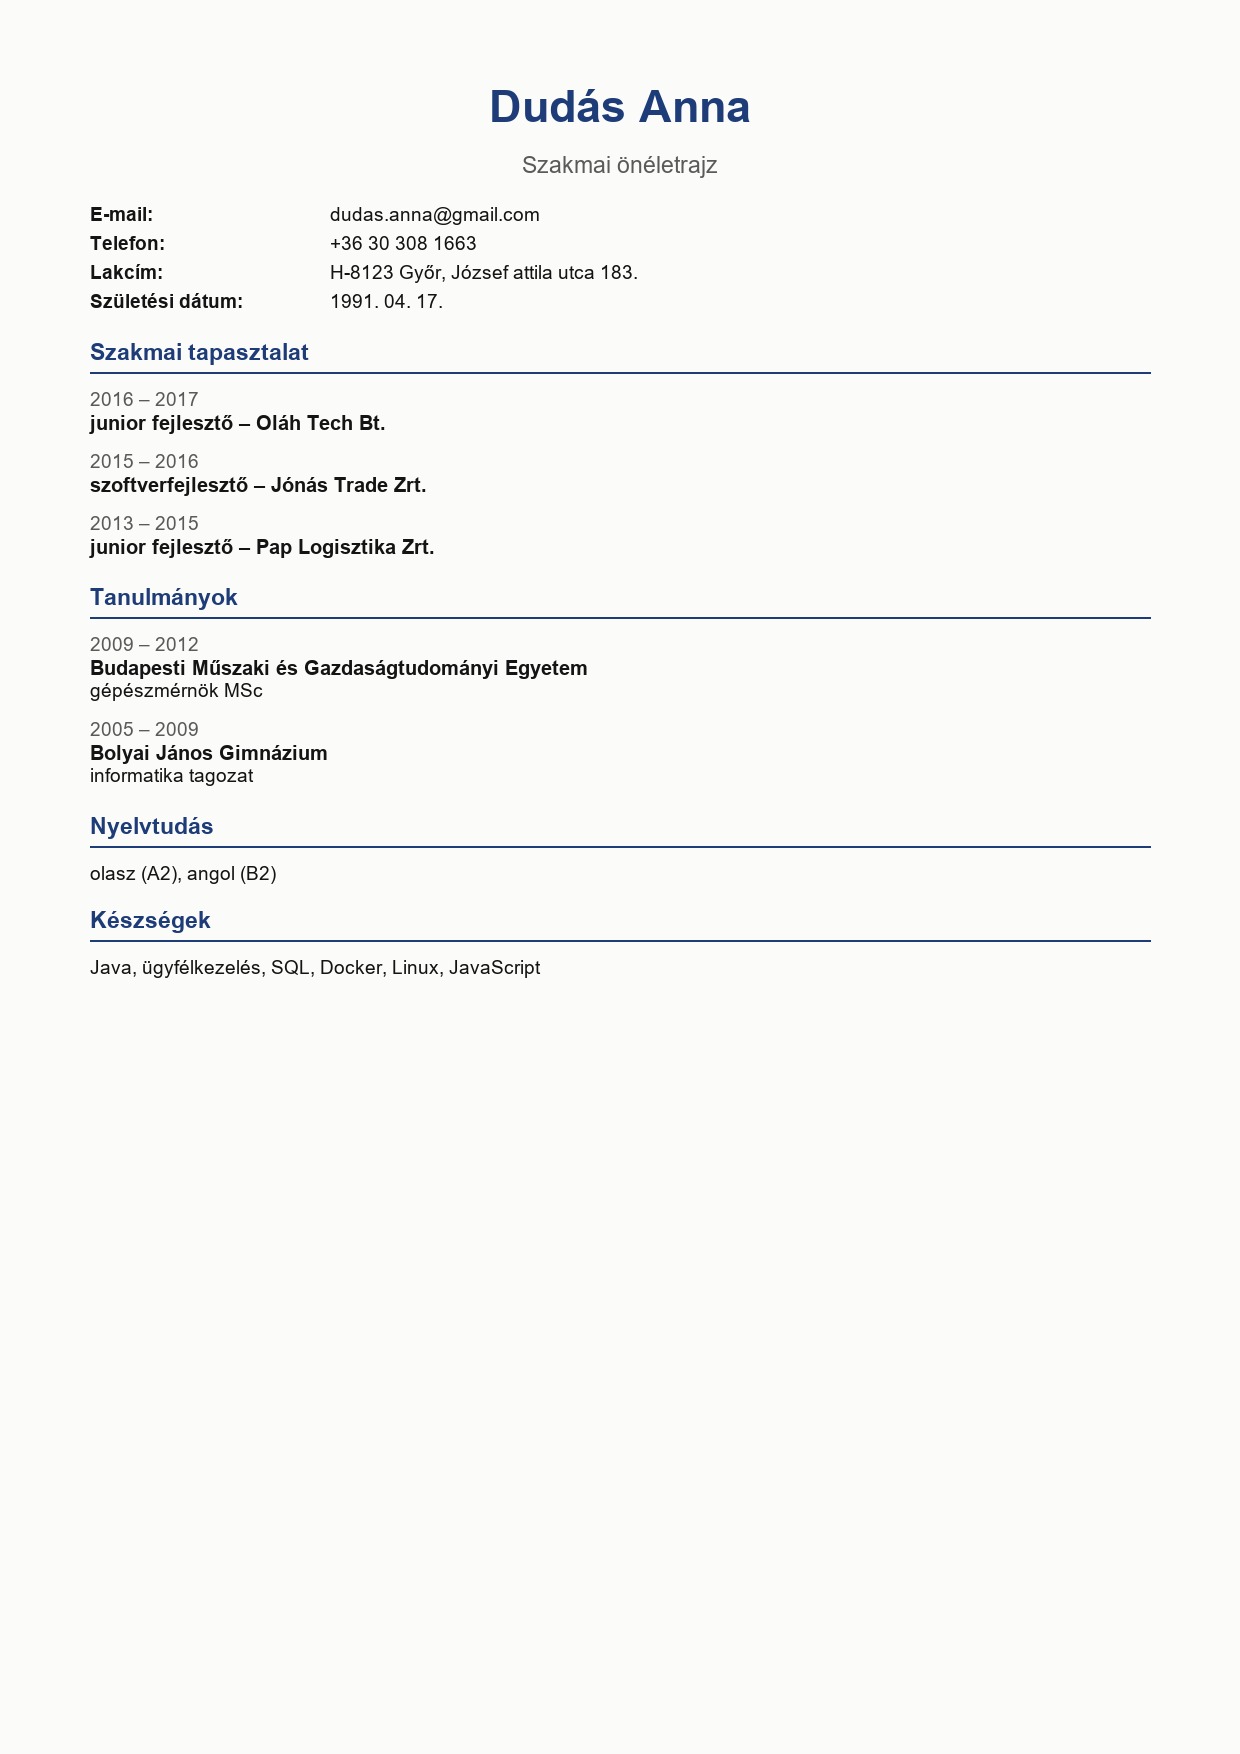 Dudás Anna
Szakmai önéletrajz
E-mail: dudas.anna@gmail.com
Telefon: +36 30 308 1663
Lakcím: H-8123 Győr, József attila utca 183.
Születési dátum: 1991. 04. 17.
Szakmai tapasztalat
2016 – 2017
junior fejlesztő – Oláh Tech Bt.
2015 – 2016
szoftverfejlesztő – Jónás Trade Zrt.
2013 – 2015
junior fejlesztő – Pap Logisztika Zrt.
Tanulmányok
2009 – 2012
Budapesti Műszaki és Gazdaságtudományi Egyetem
gépészmérnök MSc
2005 – 2009
Bolyai János Gimnázium
informatika tagozat
Nyelvtudás
olasz (A2), angol (B2)
Készségek
Java, ügyfélkezelés, SQL, Docker, Linux, JavaScript